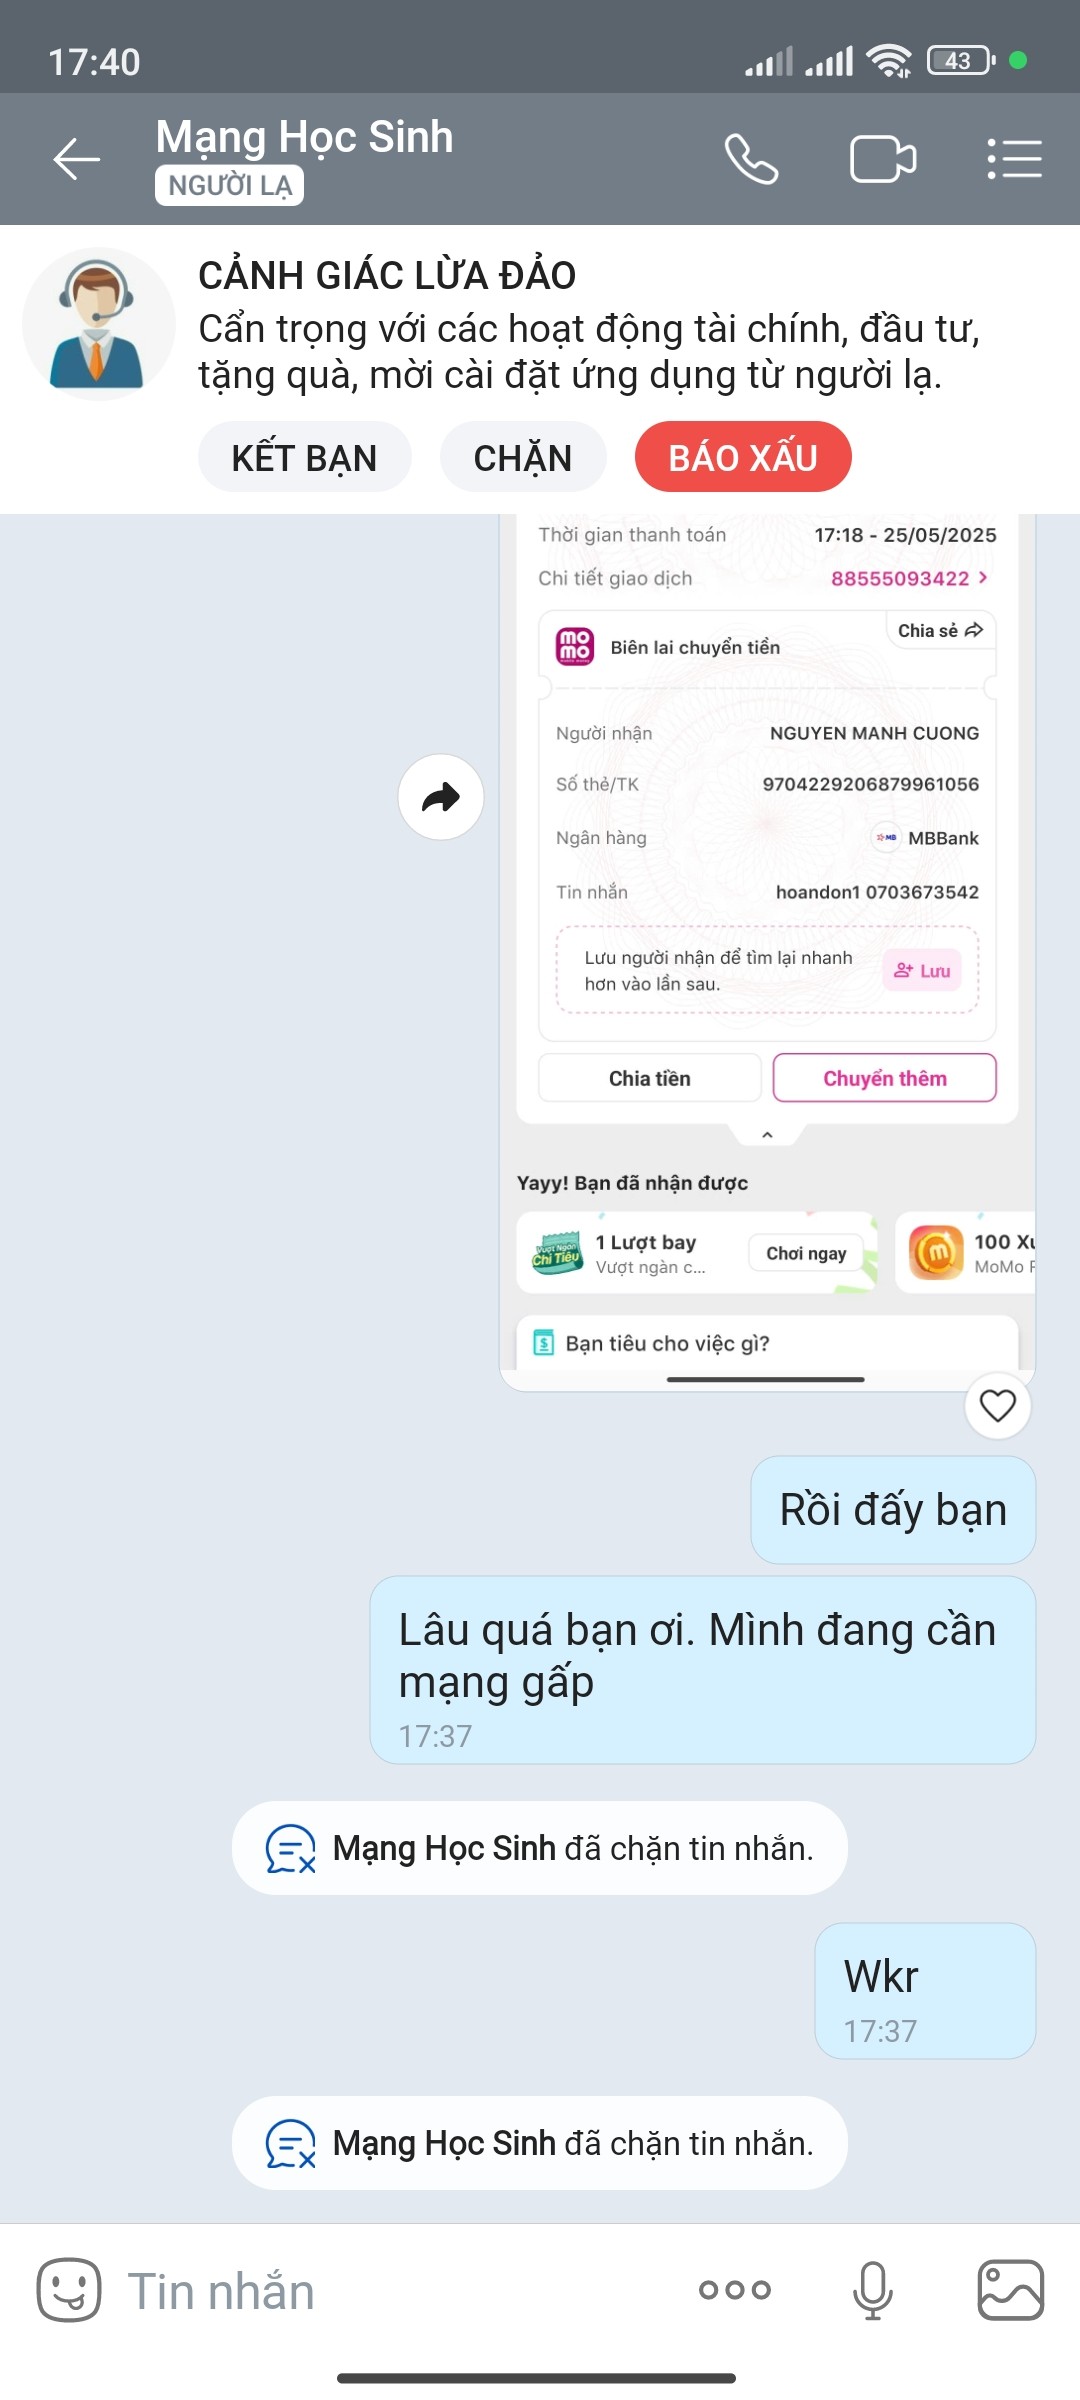 17:40
43
Mạng Học Sinh
NGƯỜI LẠ
CẢNH GIÁC LỪA ĐẢO
Cẩn trọng với các hoạt động tài chính, đầu tư,
tặng quà, mời cài đặt ứng dụng từ người lạ.
KẾT BẠN CHẶN BÁO XẤU
Thời gian thanh toán 17:18 - 25/05/2025
Chi tiết giao dịch 88555093422
mo mo Biên lai chuyển tiền Chia sẻ
Người nhận NGUYEN MANH CUONG
Số thẻ/TK 9704229206879961056
Ngân hàng MB MBBank
Tin nhắn hoandon1 0703673542
Lưu người nhận để tìm lại nhanh
hơn vào lần sau.
Lưu
Chia tiền Chuyển thêm
Yayy! Bạn đã nhận được
Vượt Ngàn
Chi Tiêu
1 Lượt bay
Vượt ngàn c...
Chơi ngay
100 Xu
MoMo
Bạn tiêu cho việc gì?
Rồi đấy bạn
Lâu quá bạn ơi. Mình đang cần
mạng gấp
17:37
Mạng Học Sinh đã chặn tin nhắn.
Wkr
17:37
Mạng Học Sinh đã chặn tin nhắn.
Tin nhắn